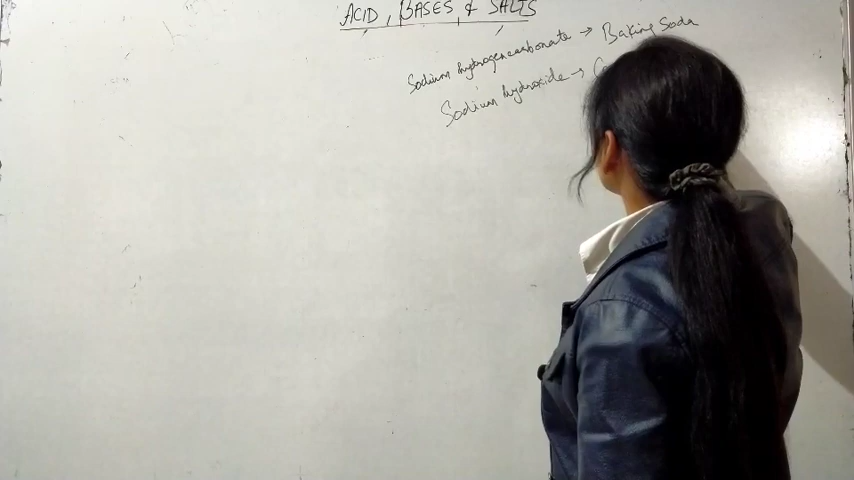 ACID, BASES & SALTS
Sodium hydrogencarbonate → Baking Soda
Sodium hydroxide →